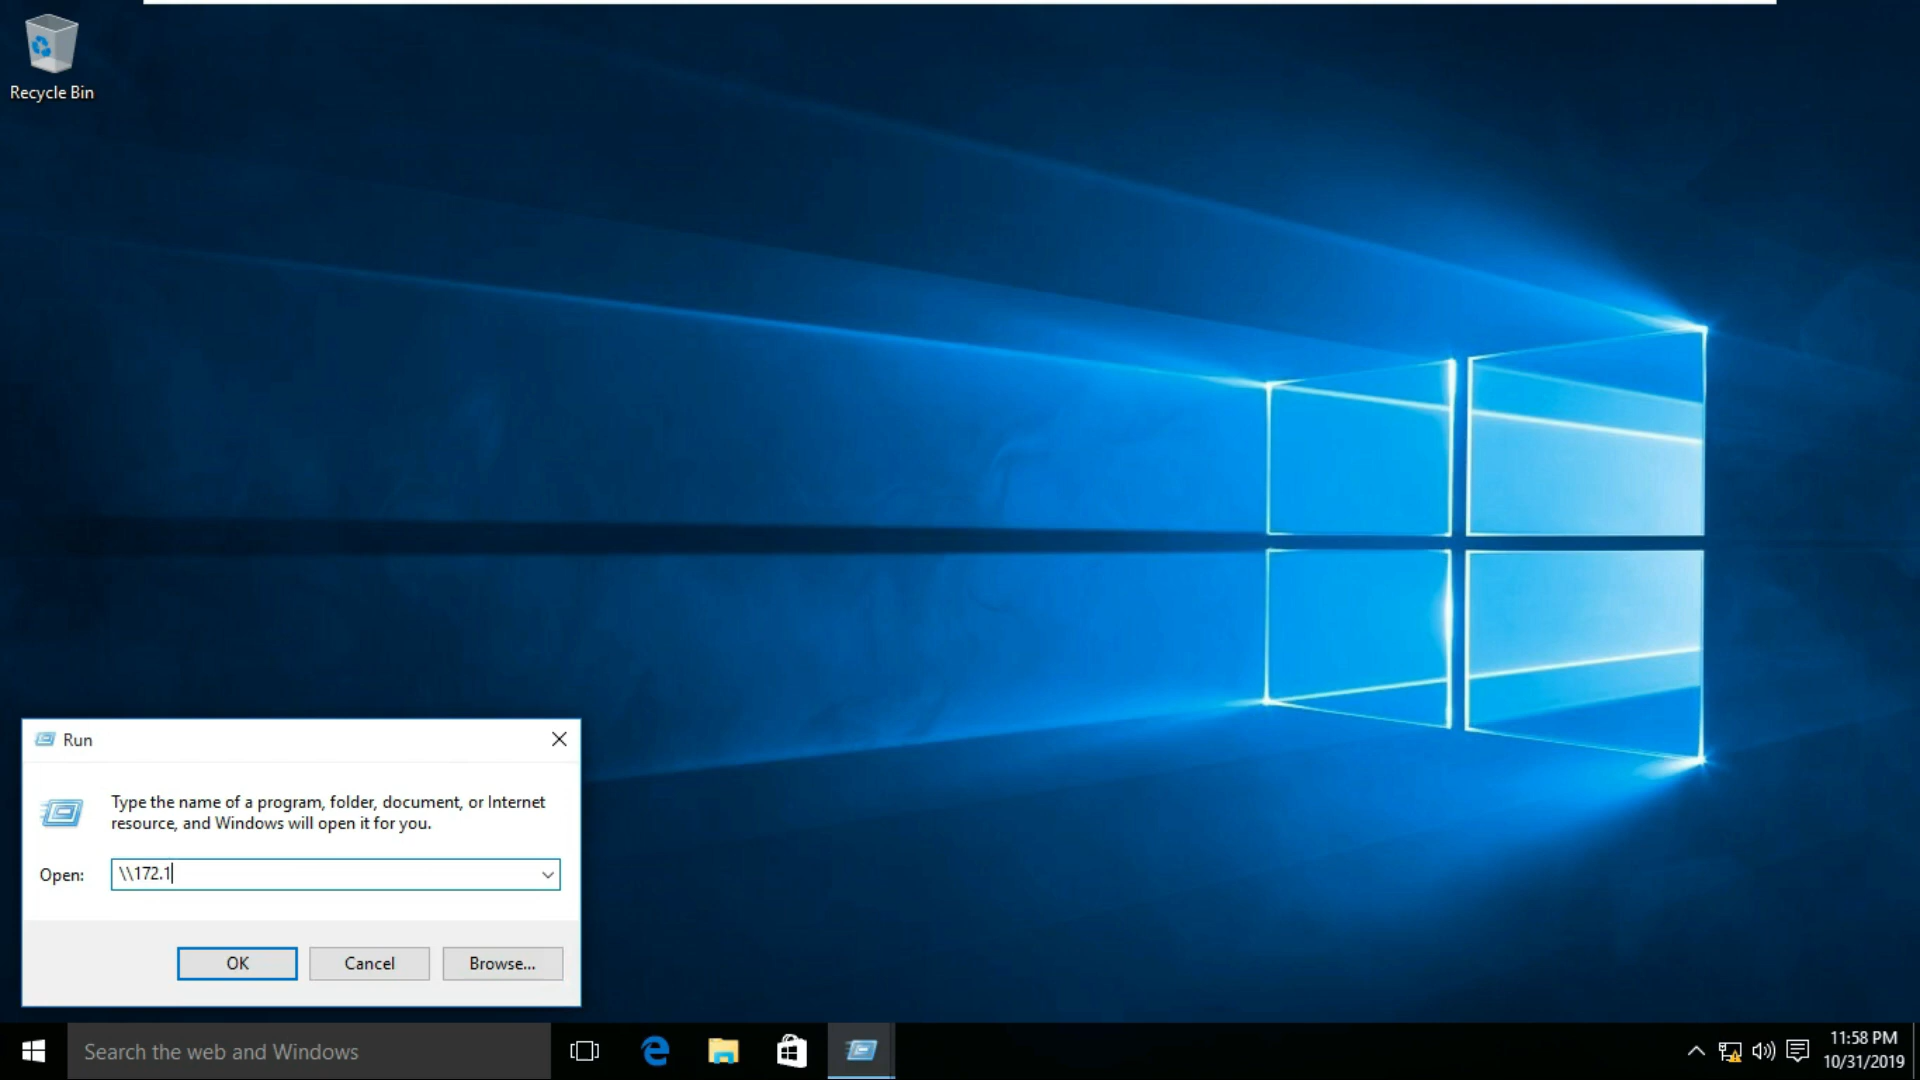 Recycle Bin
Run
Type the name of a program, folder, document, or Internet
resource, and Windows will open it for you.
Open:
\\172.1
OK
Cancel
Browse...
Search the web and Windows
11:58 PM
10/31/2019